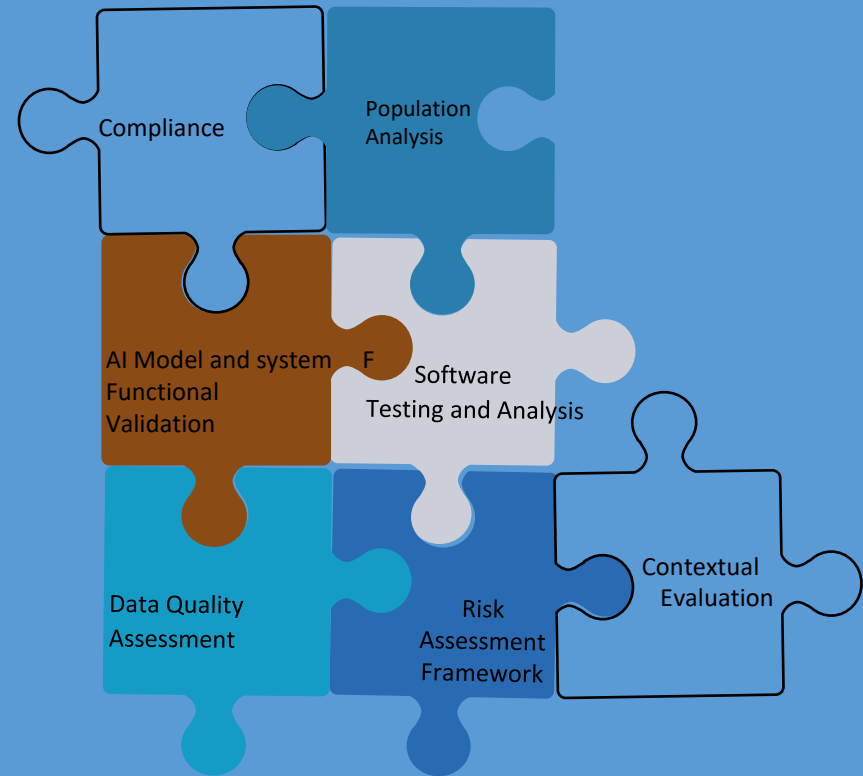 Compliance
Population
Analysis
AI Model and system F
Functional
Validation
Software
Testing and Analysis
Data Quality
Assessment
Risk
Assessment
Framework
Contextual
Evaluation